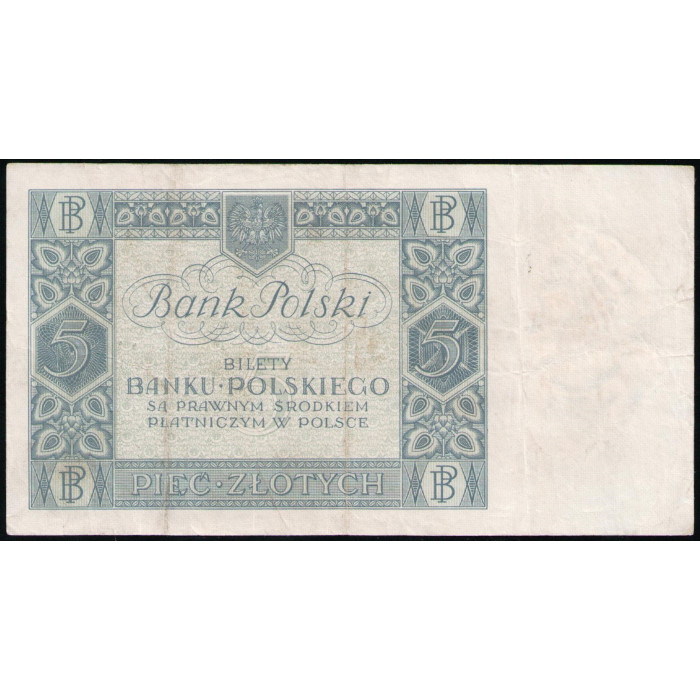 BP BP
Bank Polski
5 5
BILETY
BANKU·POLSKIEGO
SĄ PRAWNYM ŚRODKIEM
PŁATNICZYM W POLSCE
BP PIĘĆ·ZŁOTYCH BP